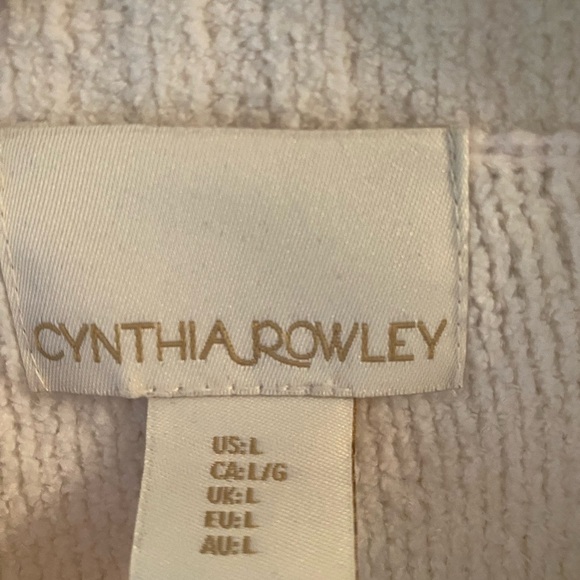 CYNTHIA ROWLEY
US: L
CA: L/G
UK: L
EU: L
AU: L